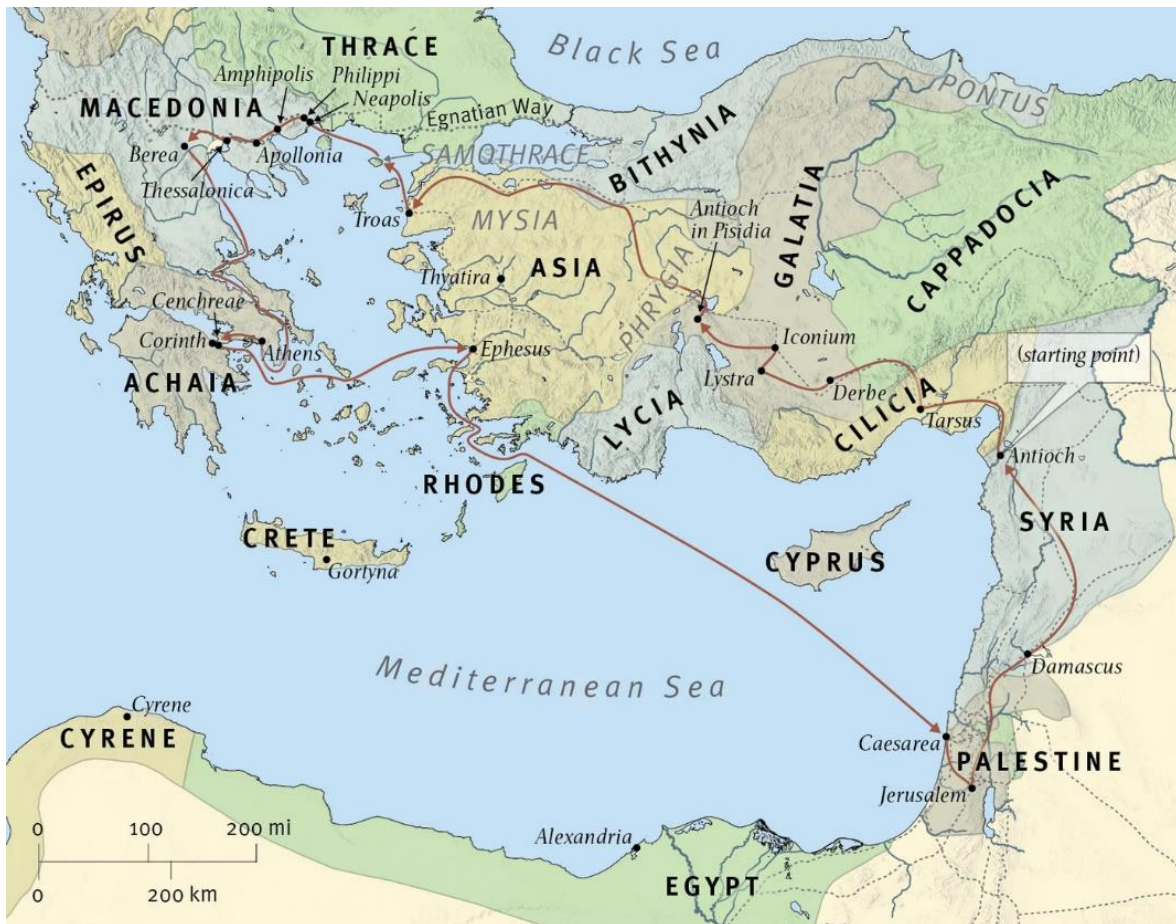 Black Sea
THRACE
Amphipolis
Philippi
Neapolis
MACEDONIA
Egnatian Way
PONTUS
Berea
Apollonia
SAMOTHRACE
Thessalonica
BITHYNIA
EPIRUS
Troas
MYSIA
Antioch
in Pisidia
GALATIA
CAPPADOCIA
Thyatira
ASIA
PHRYGIA
Cenchreae
Corinth
Athens
Ephesus
Iconium
(starting point)
ACHAIA
Lystra
Derbe
LYCIA
CILICIA
Tarsus
Antioch
RHODES
SYRIA
CRETE
Gortyna
CYPRUS
Mediterranean Sea
Damascus
Cyrene
CYRENE
Caesarea
PALESTINE
Jerusalem
0 100 200 mi
Alexandria
0 200 km
EGYPT